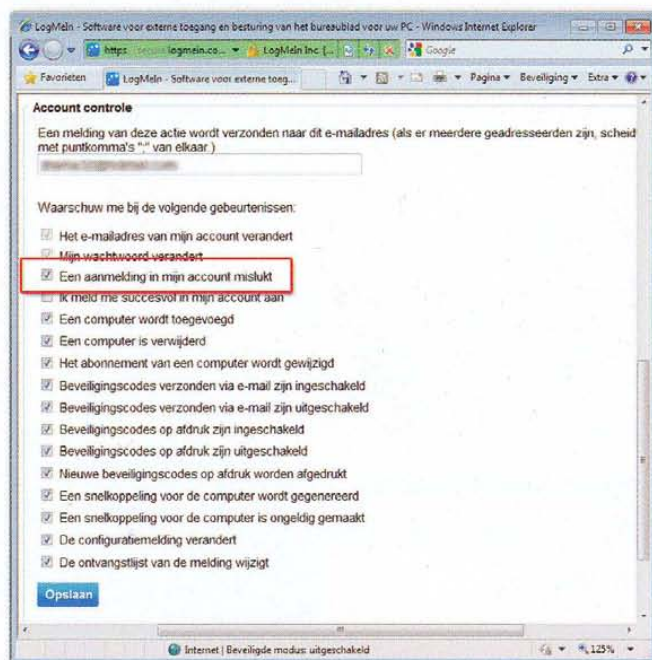 LogMeIn - Software voor externe toegang en besturing van het bureaublad voor uw PC - Windows Internet Explorer
https secure logmein.co... LogMeIn Inc. [... Google
Favorieten LogMeIn - Software voor externe toeg... Pagina Beveiliging Extra
Account controle
Een melding van deze actie wordt verzonden naar dit e-mailadres (als er meerdere geadresseerden zijn, scheid
met puntkomma's ";" van elkaar.)
Waarschuw me bij de volgende gebeurtenissen:
Het e-mailadres van mijn account verandert
Mijn wachtwoord verandert
Een aanmelding in mijn account mislukt
Ik meld me succesvol in mijn account aan
Een computer wordt toegevoegd
Een computer is verwijderd
Het abonnement van een computer wordt gewijzigd
Beveiligingscodes verzonden via e-mail zijn ingeschakeld
Beveiligingscodes verzonden via e-mail zijn uitgeschakeld
Beveiligingscodes op afdruk zijn ingeschakeld
Beveiligingscodes op afdruk zijn uitgeschakeld
Nieuwe beveiligingscodes op afdruk worden afgedrukt
Een snelkoppeling voor de computer wordt gegenereerd
Een snelkoppeling voor de computer is ongeldig gemaakt
De configuratiemelding verandert
De ontvangstlijst van de melding wijzigt
Opslaan
Internet | Beveiligde modus: uitgeschakeld 125%